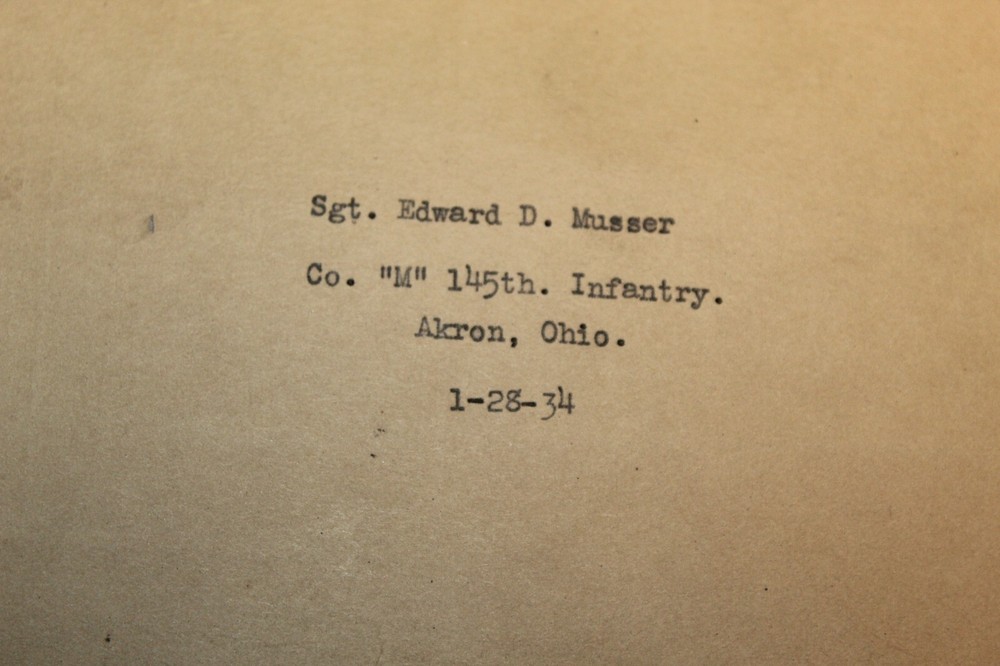 Sgt. Edward D. Musser
Co. "M" 145th. Infantry.
Akron, Ohio.
1-28-34